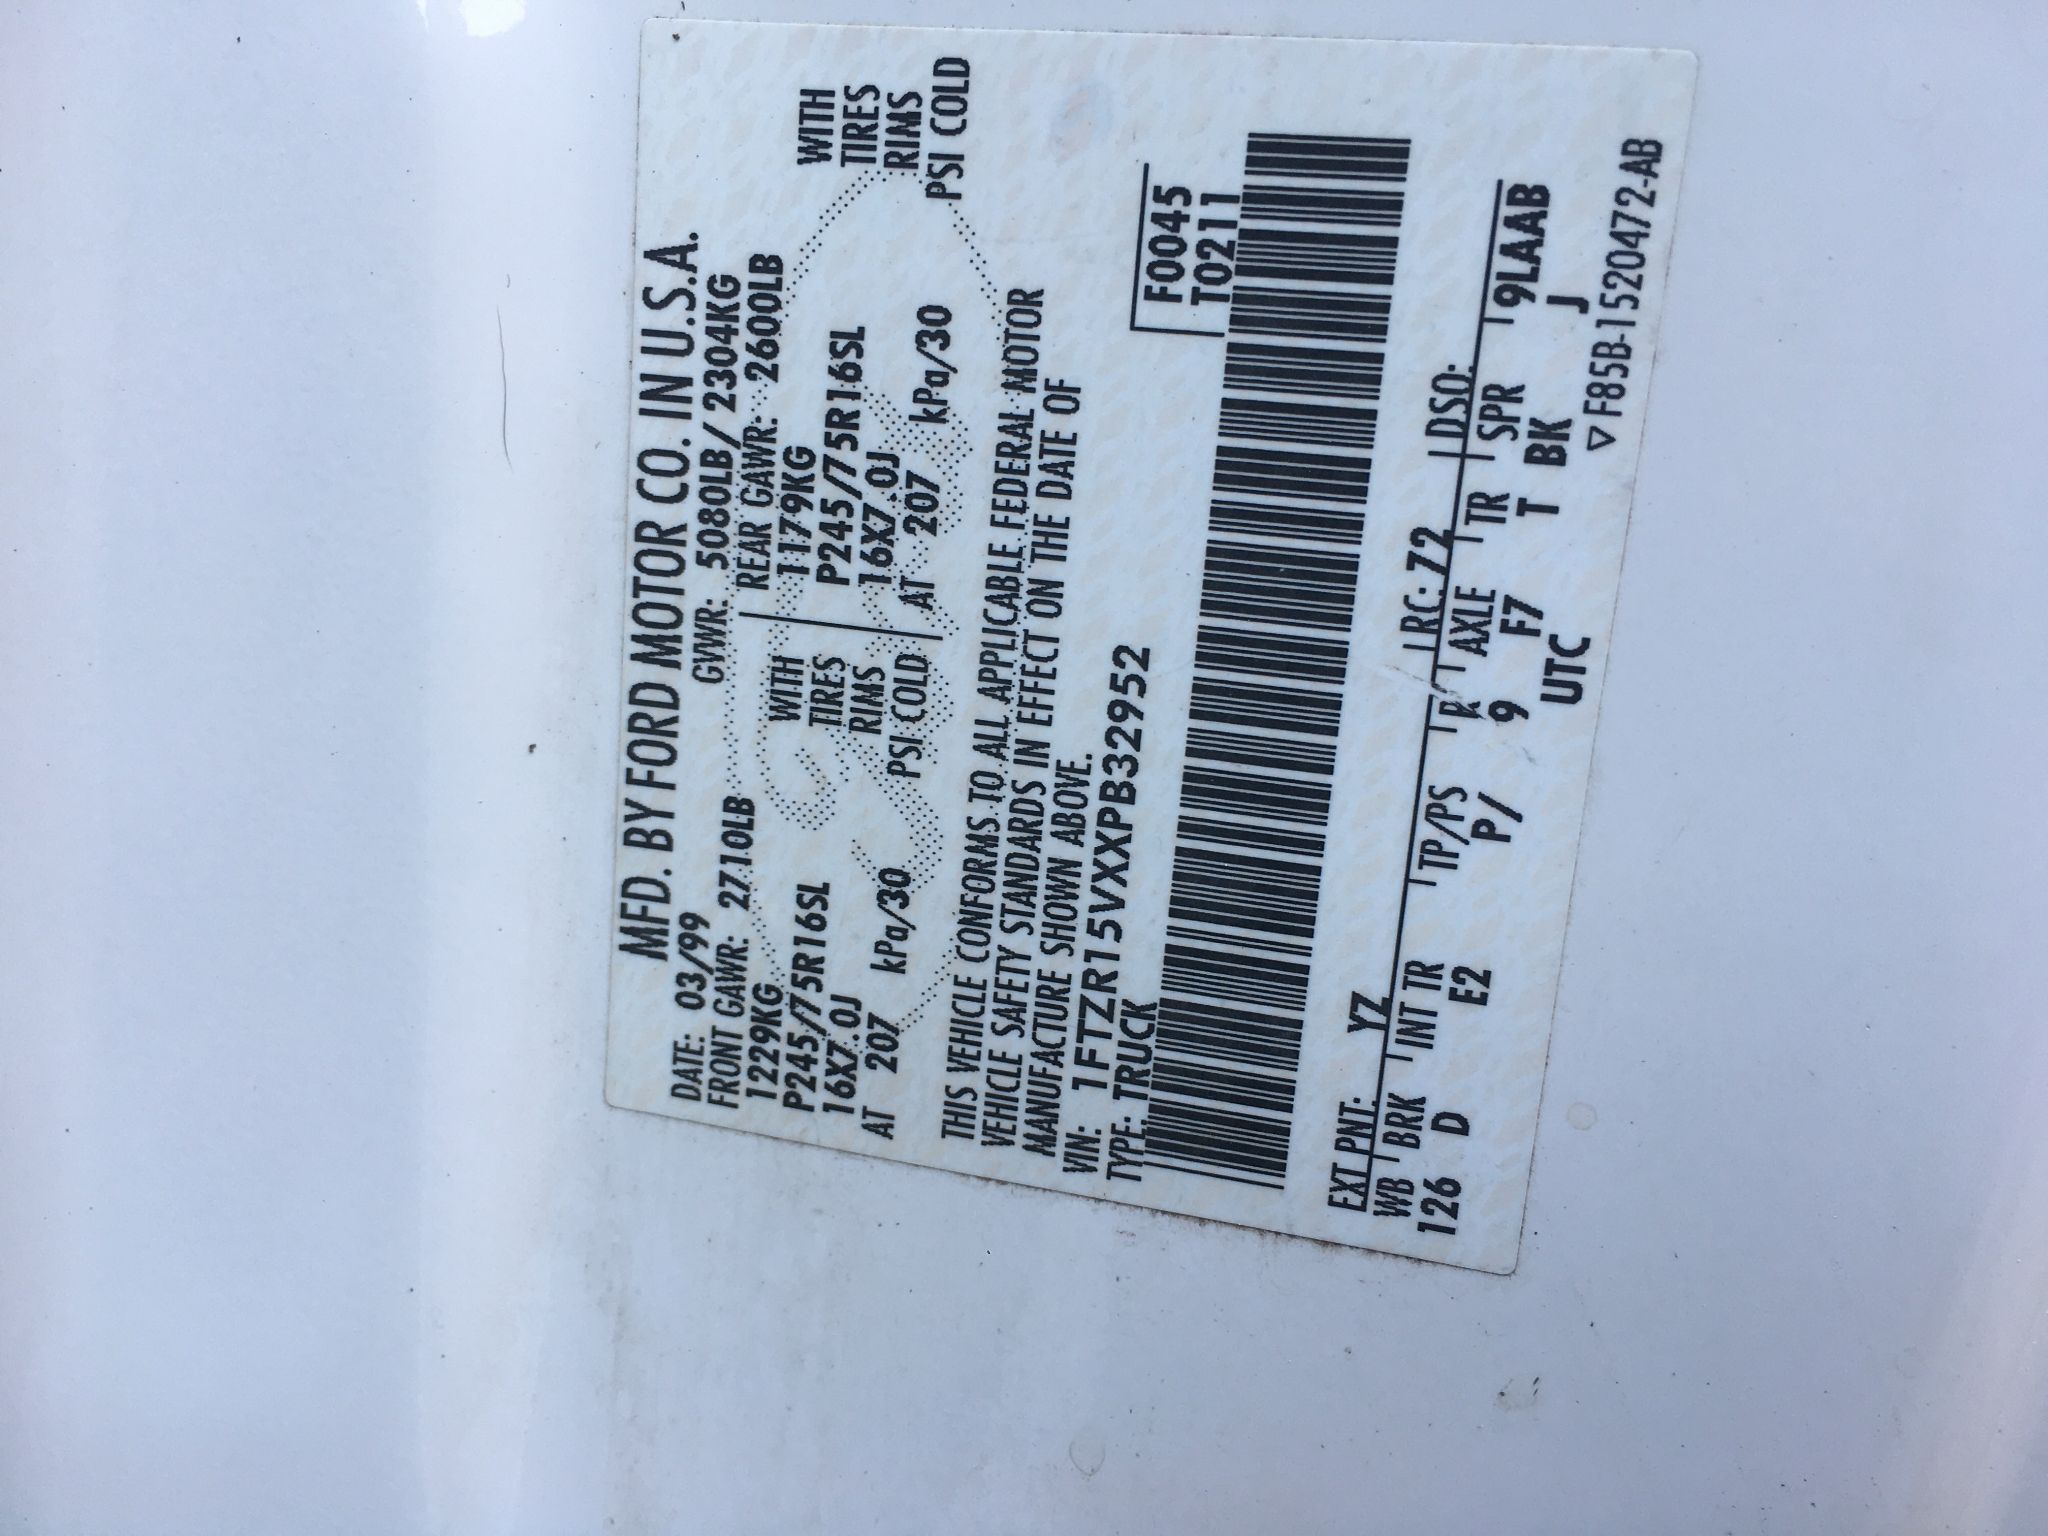 MFD. BY FORD MOTOR CO. IN U.S.A.
DATE: 03/99 GVWR: 5080LB/ 2304KG
FRONT GAWR: 2710LB REAR GAWR: 2600LB
1229KG WITH 1179KG WITH
P245/75R16SL TIRES P245/75R16SL TIRES
16X7.0J RIMS 16X7.0J RIMS
AT 207 kPa/30 PSI COLD AT 207 kPa/30 PSI COLD
THIS VEHICLE CONFORMS TO ALL APPLICABLE FEDERAL MOTOR
VEHICLE SAFETY STANDARDS IN EFFECT ON THE DATE OF
MANUFACTURE SHOWN ABOVE.
VIN: 1FTZR15VXXPB32952
TYPE: TRUCK
F0045
T0211
EXT PNT: YZ RC: 72 DSO:
WB BRK INT TR TP/PS R AXLE TR SPR 9LAAB
126 D E2 P/ 9 F7 T BK J
UTC
▽F85B-1520472-AB